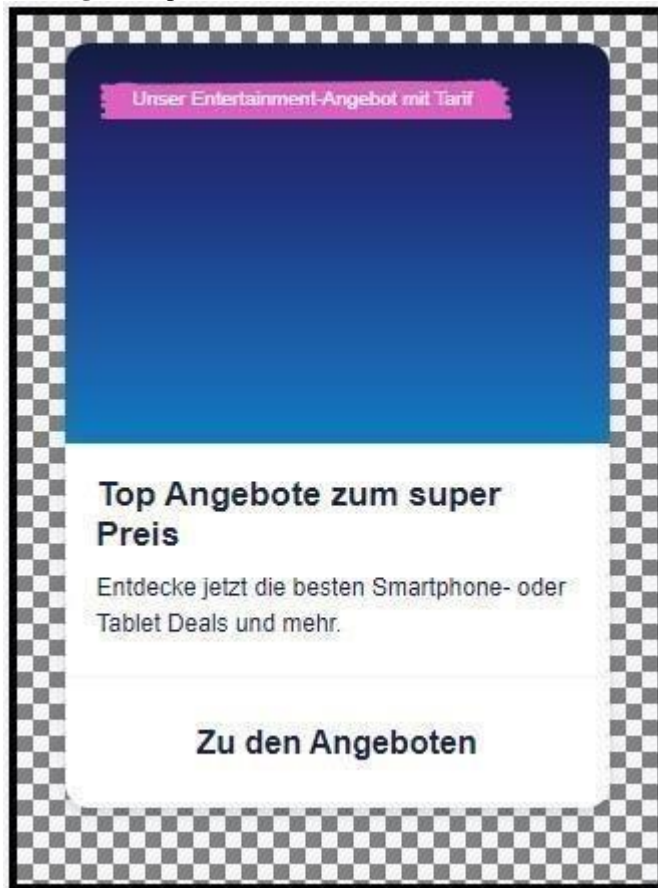 Unser Entertainment-Angebot mit Tarif
Top Angebote zum super
Preis
Entdecke jetzt die besten Smartphone- oder
Tablet Deals und mehr.
Zu den Angeboten